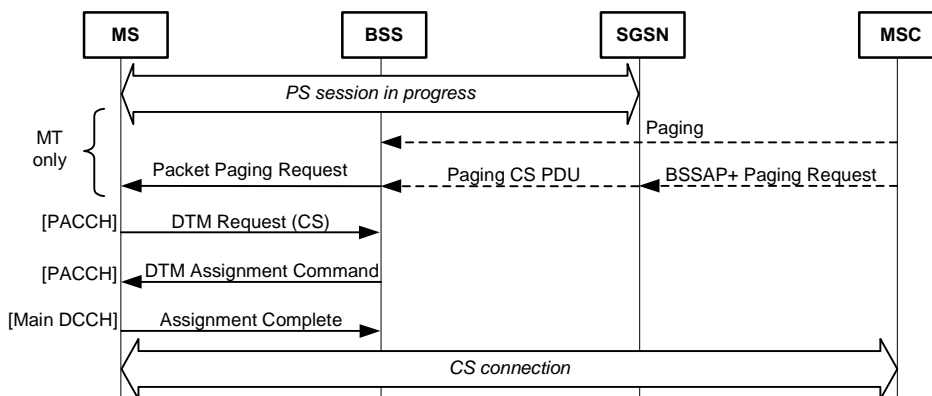 MS
BSS
SGSN
MSC
PS session in progress
MT
only
Paging
Packet Paging Request
Paging CS PDU
BSSAP+ Paging Request
[PACCH]
DTM Request (CS)
[PACCH]
DTM Assignment Command
[Main DCCH]
Assignment Complete
CS connection